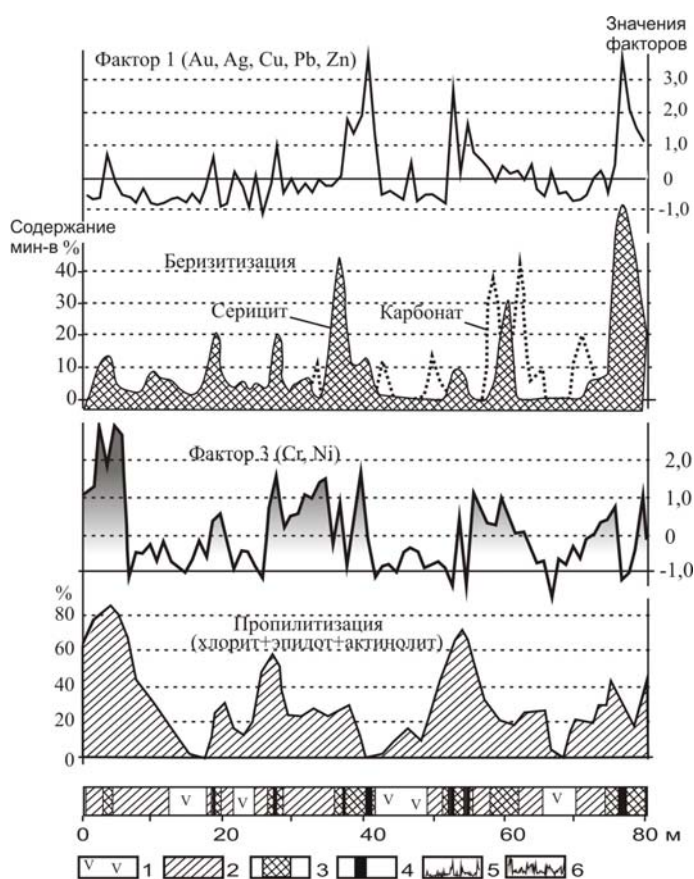 Значения
факторов
Фактор 1 (Au, Ag, Cu, Pb, Zn)
3,0
2,0
1,0
0
-1,0
Содержание
мин-в %
Беризитизация
40
Серицит
Карбонат
30
20
10
0
Фактор 3 (Cr, Ni)
2,0
1,0
0
-1,0
%
Пропилитизация
(хлорит+эпидот+актинолит)
80
60
40
20
0
V V V V V
0 20 40 60 80 м
V V 1 2 3 4 5 6